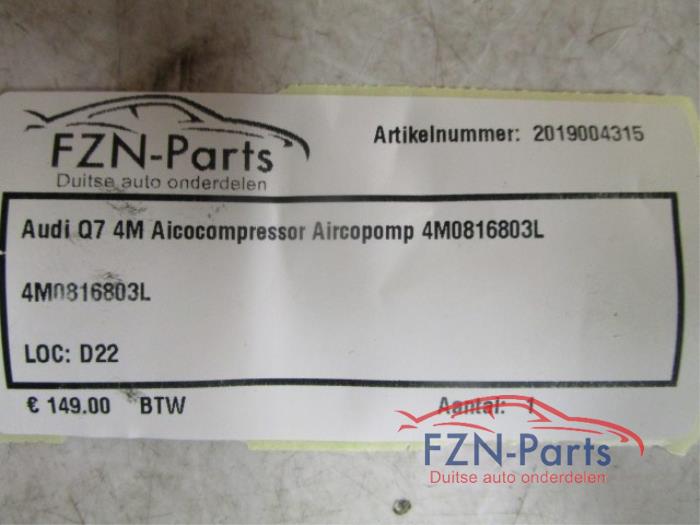 FZN-Parts
Duitse auto onderdelen
Artikelnummer: 2019004315
Audi Q7 4M Aicocompressor Aircopomp 4M0816803L
4M0816803L
LOC: D22
€ 149.00 BTW
Aantal: 1
FZN-Parts
Duitse auto onderdelen